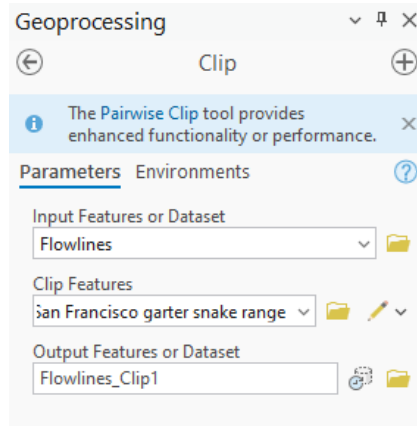 Geoprocessing
Clip
The Pairwise Clip tool provides
enhanced functionality or performance.
Parameters Environments
Input Features or Dataset
Flowlines
Clip Features
San Francisco garter snake range
Output Features or Dataset
Flowlines_Clip1